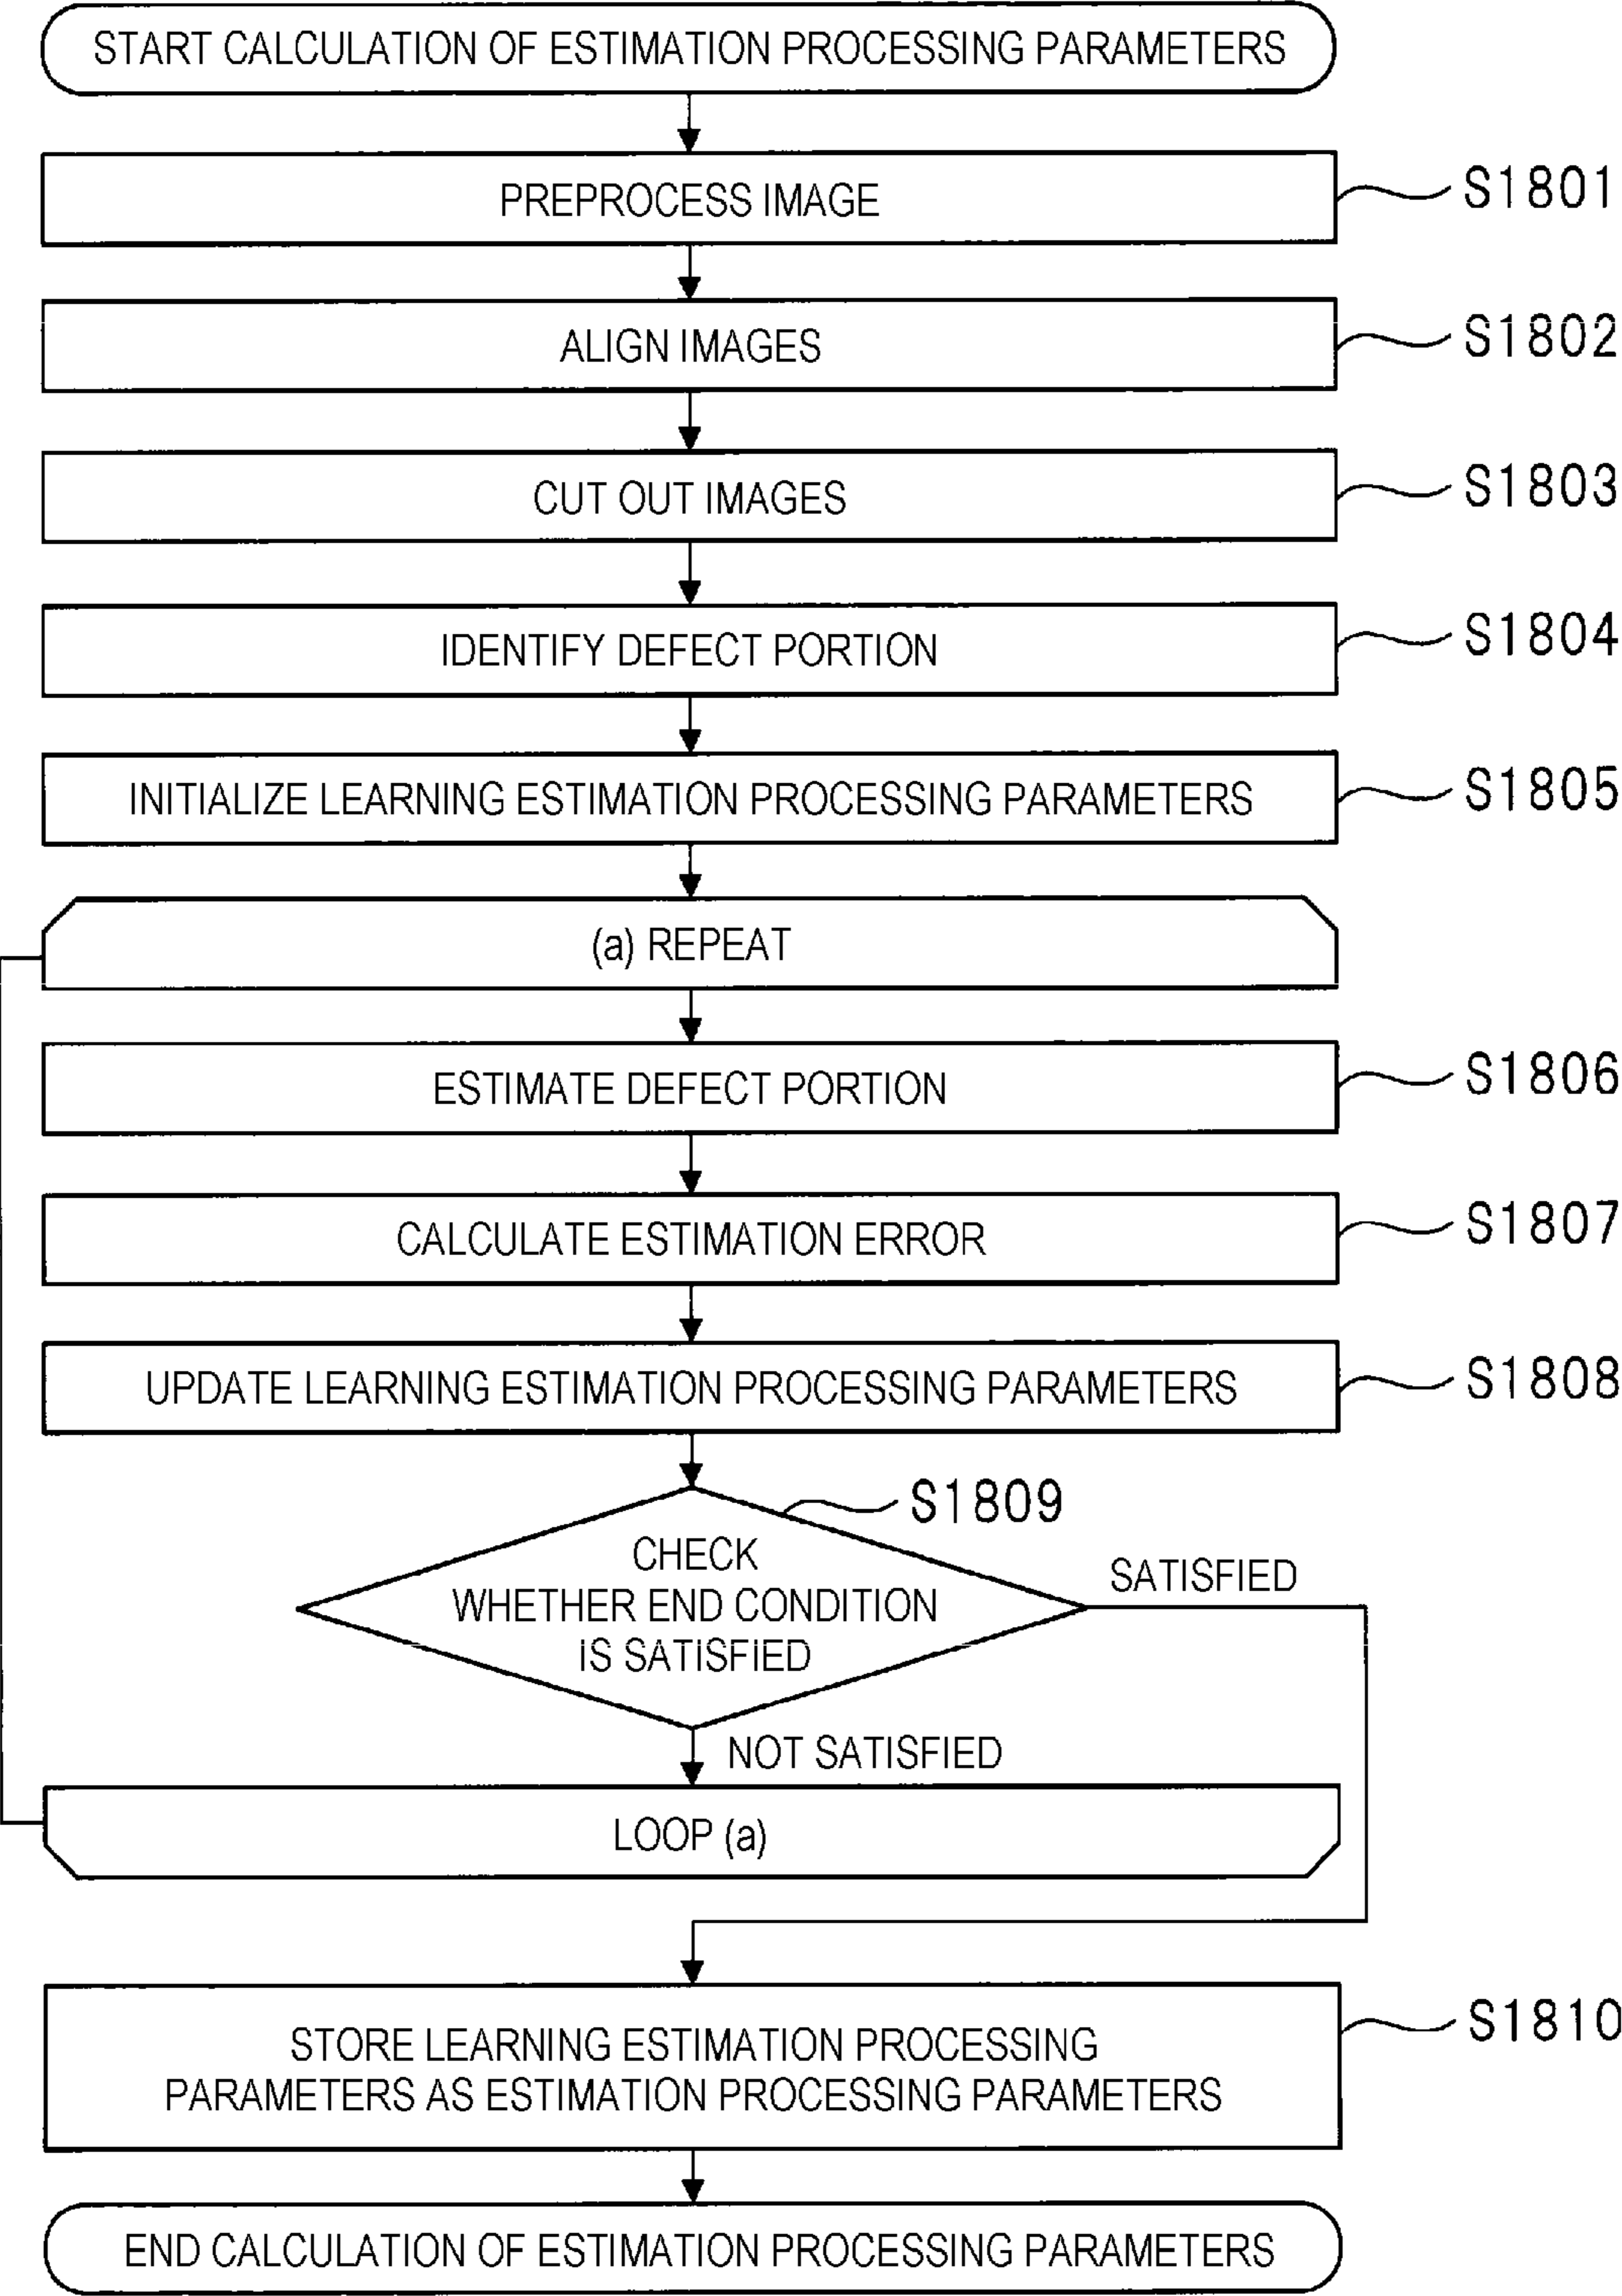 START CALCULATION OF ESTIMATION PROCESSING PARAMETERS
PREPROCESS IMAGE
S1801
ALIGN IMAGES
S1802
CUT OUT IMAGES
S1803
IDENTIFY DEFECT PORTION
S1804
INITIALIZE LEARNING ESTIMATION PROCESSING PARAMETERS
S1805
(a) REPEAT
ESTIMATE DEFECT PORTION
S1806
CALCULATE ESTIMATION ERROR
S1807
UPDATE LEARNING ESTIMATION PROCESSING PARAMETERS
S1808
S1809
CHECK
WHETHER END CONDITION
IS SATISFIED
SATISFIED
NOT SATISFIED
LOOP (a)
STORE LEARNING ESTIMATION PROCESSING
PARAMETERS AS ESTIMATION PROCESSING PARAMETERS
S1810
END CALCULATION OF ESTIMATION PROCESSING PARAMETERS